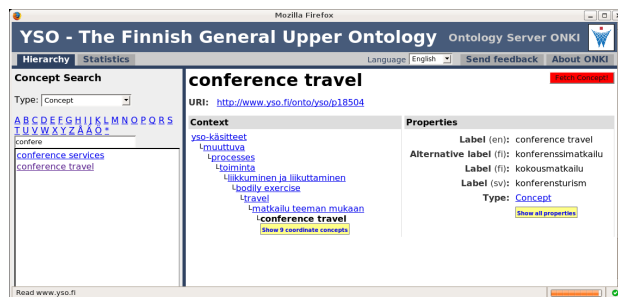 Mozilla Firefox
YSO - The Finnish General Upper Ontology Ontology Server ONKI
Hierarchy Statistics Language English Send feedback About ONKI
Concept Search
Type: Concept
A B C D E F G H I J K L M N O P Q R S
T U V W X Y Z Å Ä Ö *
confere
conference services
conference travel
conference travel
Fetch Concept!
URI: http://www.yso.fi/onto/yso/p18504
Context
yso-käsitteet
muuttuva
processes
toiminta
liikkuminen ja liikuttaminen
bodily exercise
travel
matkailu teeman mukaan
conference travel
Show 9 coordinate concepts
Properties
Label (en): conference travel
Alternative label (fi): konferenssimatkailu
Label (fi): kokousmatkailu
Label (sv): konferensturism
Type: Concept
Show all properties
Read www.yso.fi